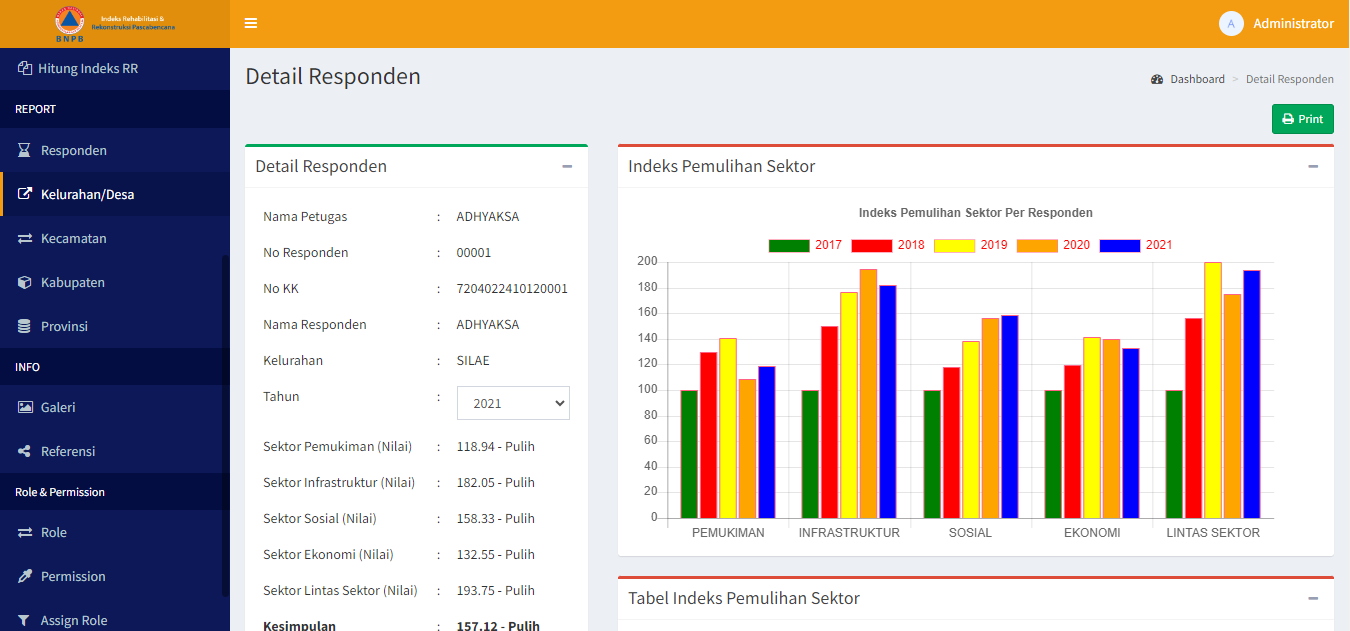 Indeks Rehabilitasi &
Rekonstruksi Pascabencana
BNPB
Administrator
A
Hitung Indeks RR
REPORT
Responden
Kelurahan/Desa
Kecamatan
Kabupaten
Provinsi
INFO
Galeri
Referensi
Role & Permission
Role
Permission
Assign Role
Detail Responden
Dashboard > Detail Responden
Print
Detail Responden
Nama Petugas : ADHYAKSA
No Responden : 00001
No KK : 7204022410120001
Nama Responden : ADHYAKSA
Kelurahan : SILAE
Tahun : 2021
Sektor Pemukiman (Nilai) : 118.94 - Pulih
Sektor Infrastruktur (Nilai) : 182.05 - Pulih
Sektor Sosial (Nilai) : 158.33 - Pulih
Sektor Ekonomi (Nilai) : 132.55 - Pulih
Sektor Lintas Sektor (Nilai) : 193.75 - Pulih
Kesimpulan : 157.12 - Pulih
Indeks Pemulihan Sektor
Indeks Pemulihan Sektor Per Responden
2017 2018 2019 2020 2021
200
180
160
140
120
100
80
60
40
20
0
PEMUKIMAN INFRASTRUKTUR SOSIAL EKONOMI LINTAS SEKTOR
Tabel Indeks Pemulihan Sektor